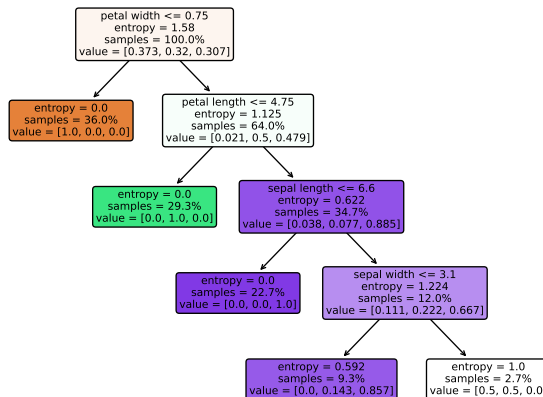 petal width <= 0.75
entropy = 1.58
samples = 100.0%
value = [0.373, 0.32, 0.307]
entropy = 0.0
samples = 36.0%
value = [1.0, 0.0, 0.0]
petal length <= 4.75
entropy = 1.125
samples = 64.0%
value = [0.021, 0.5, 0.479]
entropy = 0.0
samples = 29.3%
value = [0.0, 1.0, 0.0]
sepal length <= 6.6
entropy = 0.622
samples = 34.7%
value = [0.038, 0.077, 0.885]
entropy = 0.0
samples = 22.7%
value = [0.0, 0.0, 1.0]
sepal width <= 3.1
entropy = 1.224
samples = 12.0%
value = [0.111, 0.222, 0.667]
entropy = 0.592
samples = 9.3%
value = [0.0, 0.143, 0.857]
entropy = 1.0
samples = 2.7%
value = [0.5, 0.5, 0.0